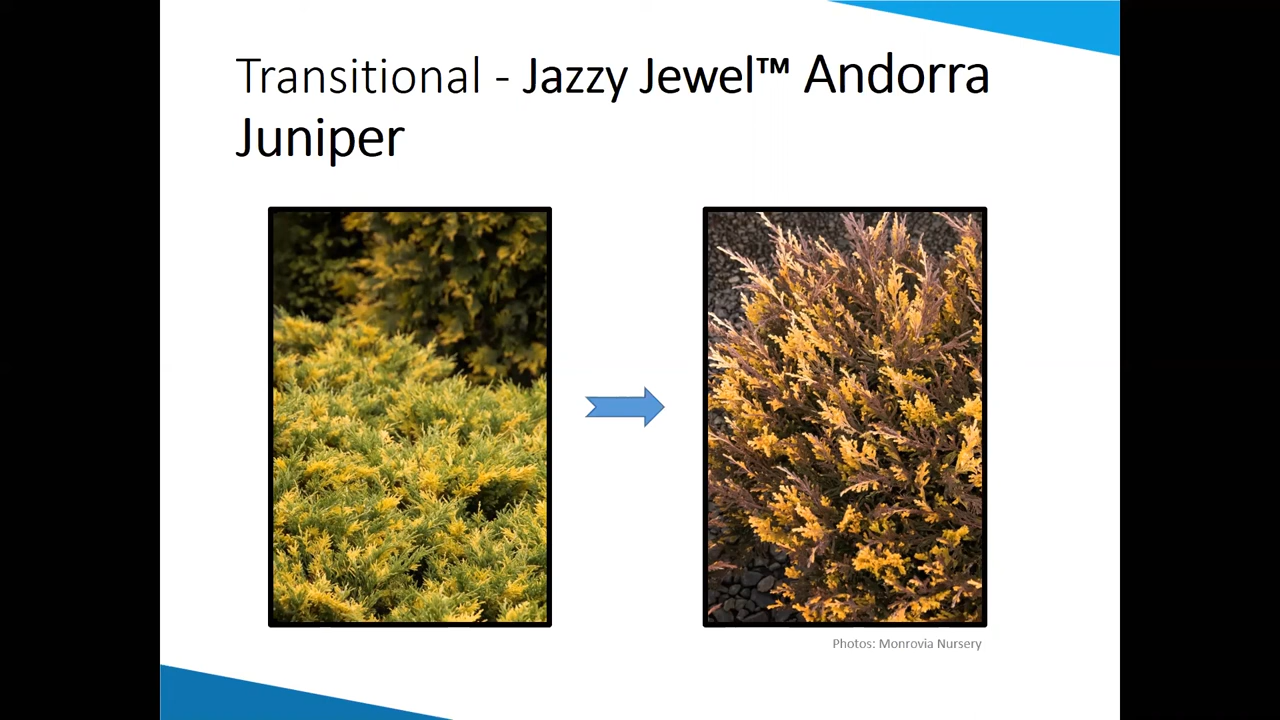 Transitional - Jazzy Jewel™ Andorra
Juniper
Photos: Monrovia Nursery